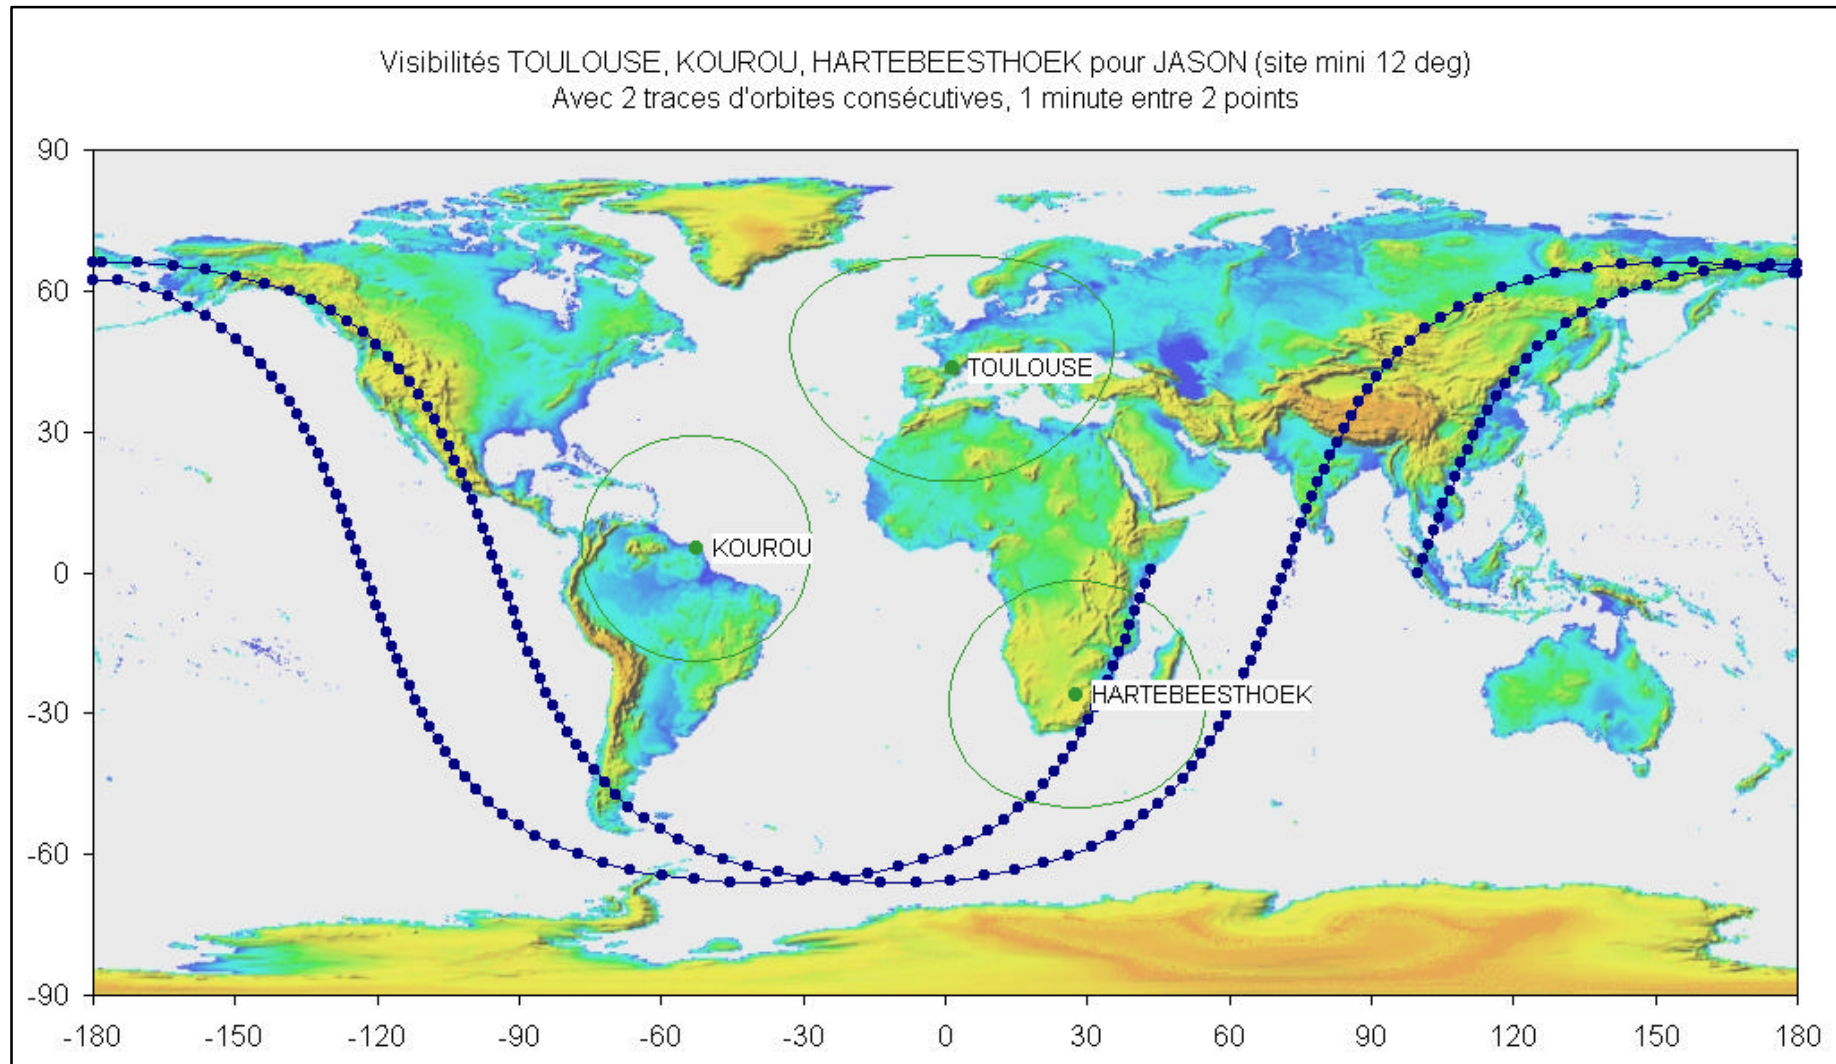 Visibilités TOULOUSE, KOUROU, HARTEBEESTHOEK pour JASON (site mini 12 deg)
Avec 2 traces d'orbites consécutives, 1 minute entre 2 points
90
60
30
0
-30
-60
-90
TOULOUSE
KOUROU
HARTEBEESTHOEK
-180 -150 -120 -90 -60 -30 0 30 60 90 120 150 180